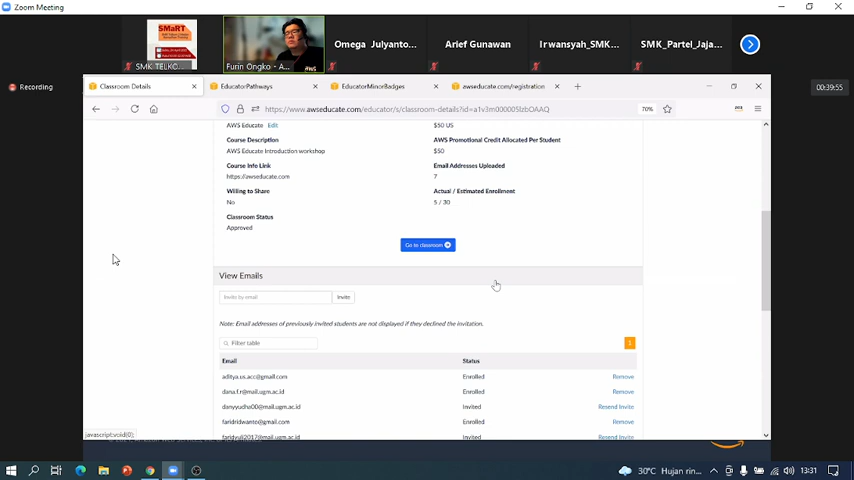 Zoom Meeting
SMaRT
SMK TELKO...
Furin Ongko - A...
aws
Omega Julyanto...
Arief Gunawan
Irwansyah_SMK...
SMK_Partel_Jaja...
Recording
00:39:55
Classroom Details
EducatorPathways
EducatorMinorBadges
awseducate.com/registration
https://www.awseducate.com/educator/s/classroom-details?id=a1v3m000005lzbOAAQ
70%
AWS Educate Edit
$50 US
Course Description
AWS Promotional Credit Allocated Per Student
AWS Educate Introduction workshop
$50
Course Info Link
Email Addresses Uploaded
https://awseducate.com
7
Willing to Share
Actual / Estimated Enrollment
No
5 / 30
Classroom Status
Approved
Go to classroom
View Emails
Invite by email
Invite
Note: Email addresses of previously invited students are not displayed if they declined the invitation.
Filter table
1
Email
Status
aditya.us.acc@gmail.com
Enrolled
Remove
dana.f.r@mail.ugm.ac.id
Enrolled
Remove
danyyudha00@mail.ugm.ac.id
Invited
Resend Invite
faridridwanto@gmail.com
Enrolled
Remove
faridyuli2017@mail.ugm.ac.id
Invited
Resend Invite
javascript:void(0);
30°C Hujan rin...
13:31